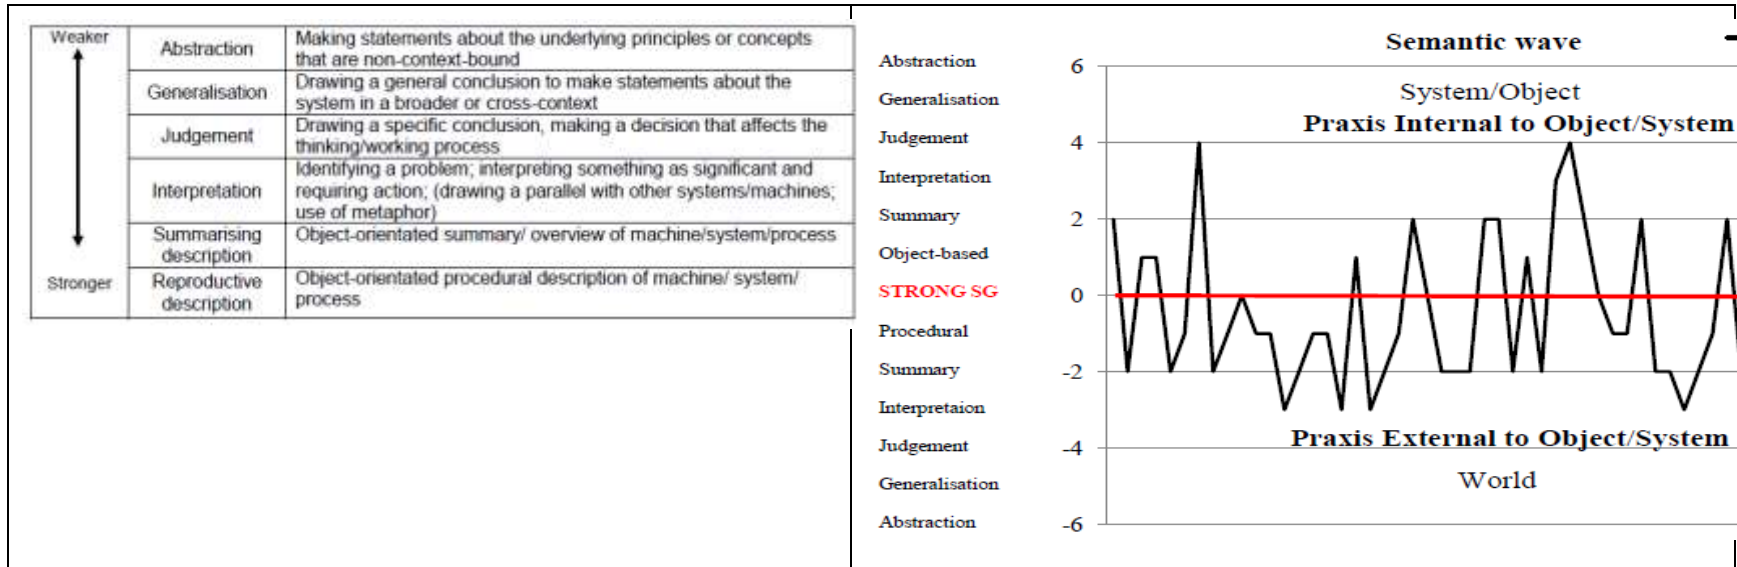 Weaker
Abstraction
Making statements about the underlying principles or concepts
that are non-context-bound
Generalisation
Drawing a general conclusion to make statements about the
system in a broader or cross-context
Judgement
Drawing a specific conclusion, making a decision that affects the
thinking/working process
Interpretation
Identifying a problem; interpreting something as significant and
requiring action; (drawing a parallel with other systems/machines;
use of metaphor)
Summarising
description
Object-orientated summary/ overview of machine/system/process
Stronger
Reproductive
description
Object-orientated procedural description of machine/ system/
process
Abstraction
Generalisation
Judgement
Interpretation
Summary
Object-based
STRONG SG
Procedural
Summary
Interpretaion
Judgement
Generalisation
Abstraction
Semantic wave
System/Object
Praxis Internal to Object/System
6
4
2
0
-2
-4
-6
Praxis External to Object/System
World